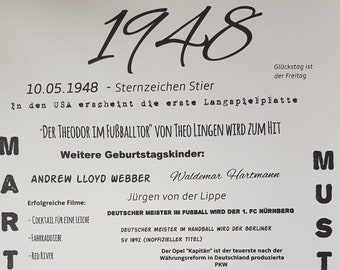 1948
Glückstag ist
der Freitag
10.05.1948 - Sternzeichen Stier
In den USA erscheint die erste Langspielplatte
"Der Theodor im Fußballtor" von Theo Lingen wird zum Hit
Weitere Geburtstagskinder:
ANDREW LLOYD WEBBER
Waldemar Hartmann
Jürgen von der Lippe
Erfolgreiche Filme:
- Cocktail für eine Leiche
-Fahrraddiebe
-Red River
DEUTSCHER MEISTER IM FUßBALL WIRD DER 1. FC NÜRNBERG
DEUTSCHER MEISTER IM HANDBALL WIRD DER BERLINER
SV 1892 (INOFFIZIELLER TITEL)
Der Opel "Kapitän" ist der teuerste nach der
Währungsreform in Deutschland produzierte
PKW
MART
MUST